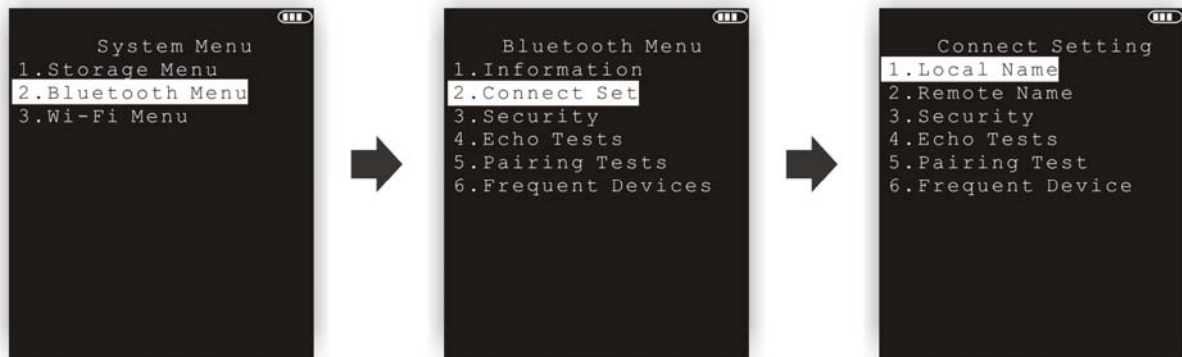 System Menu
1.Storage Menu
2.Bluetooth Menu
3.Wi-Fi Menu
Bluetooth Menu
1.Information
2.Connect Set
3.Security
4.Echo Tests
5.Pairing Tests
6.Frequent Devices
Connect Setting
1.Local Name
2.Remote Name
3.Security
4.Echo Tests
5.Pairing Test
6.Frequent Device